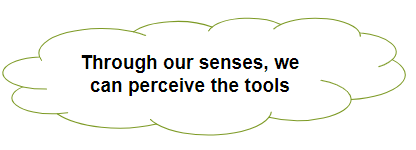 Through our senses, we
can perceive the tools